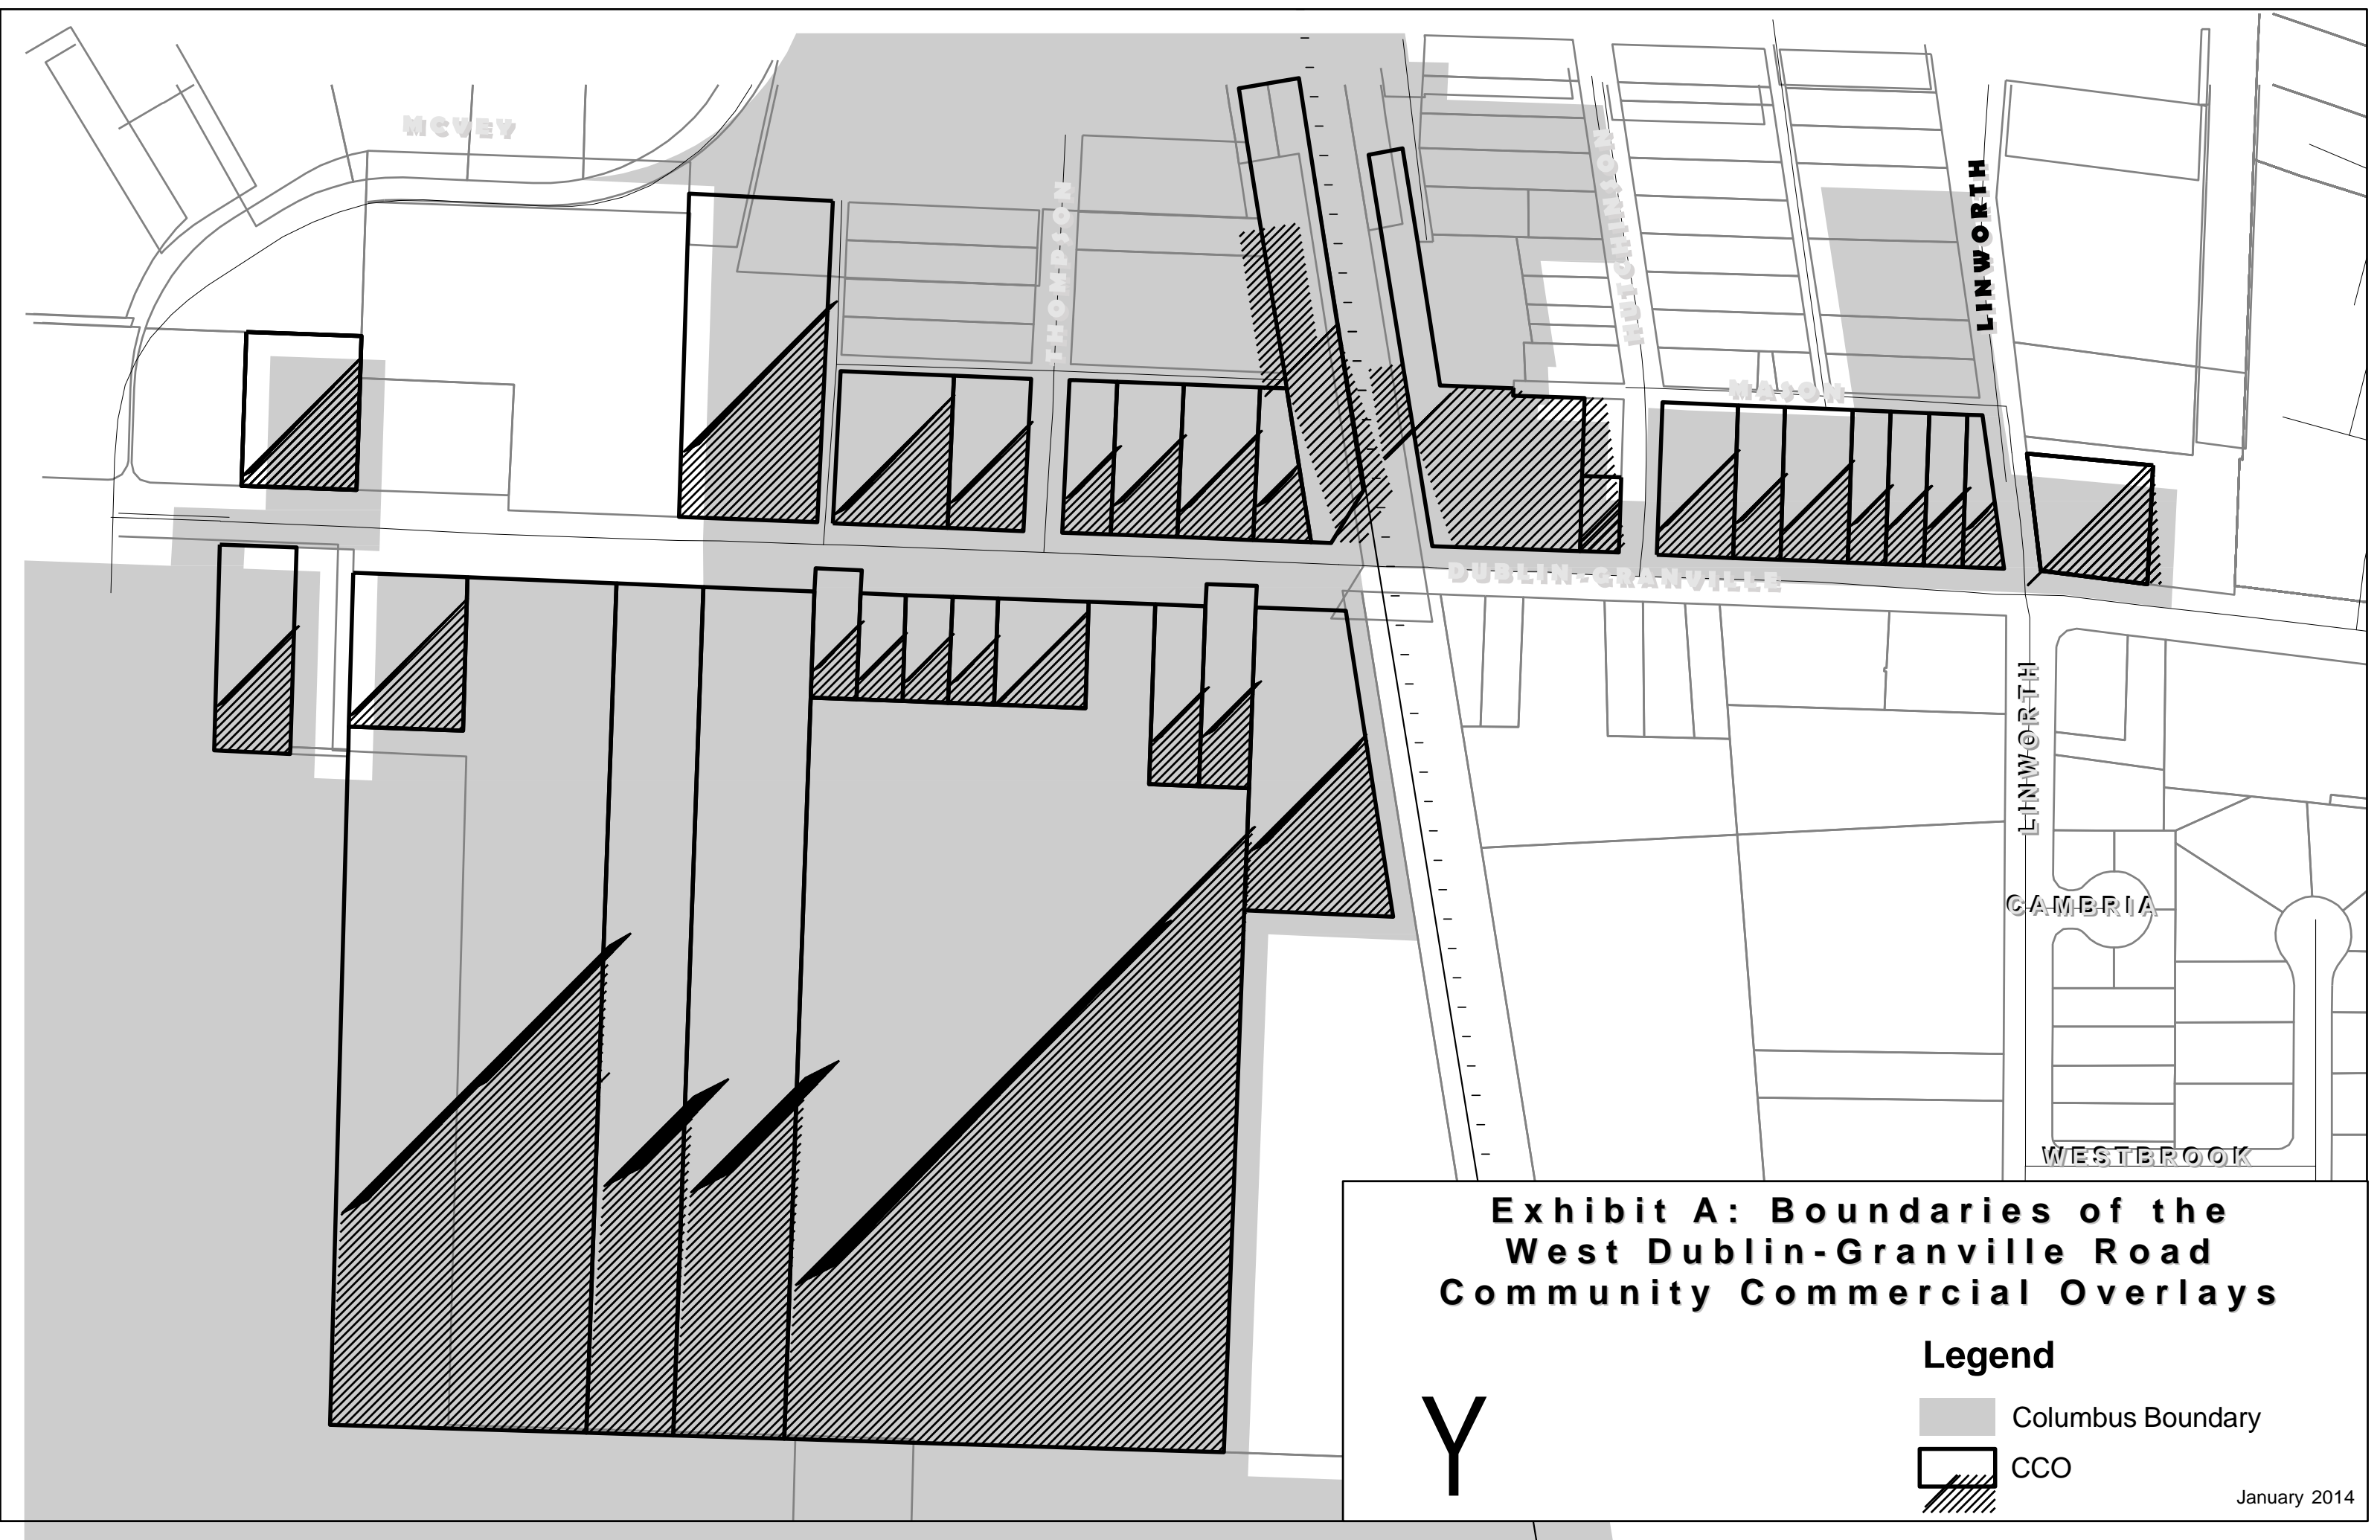 MCVEY
THOMPSON
HUTCHINSON
LINWORTH
MALON
DUBLIN-GRANVILLE
LINWORTH
CAMBRIA
WESTBROOK
Exhibit A: Boundaries of the
West Dublin-Granville Road
Community Commercial Overlays
Legend
Y
Columbus Boundary
CCO
January 2014